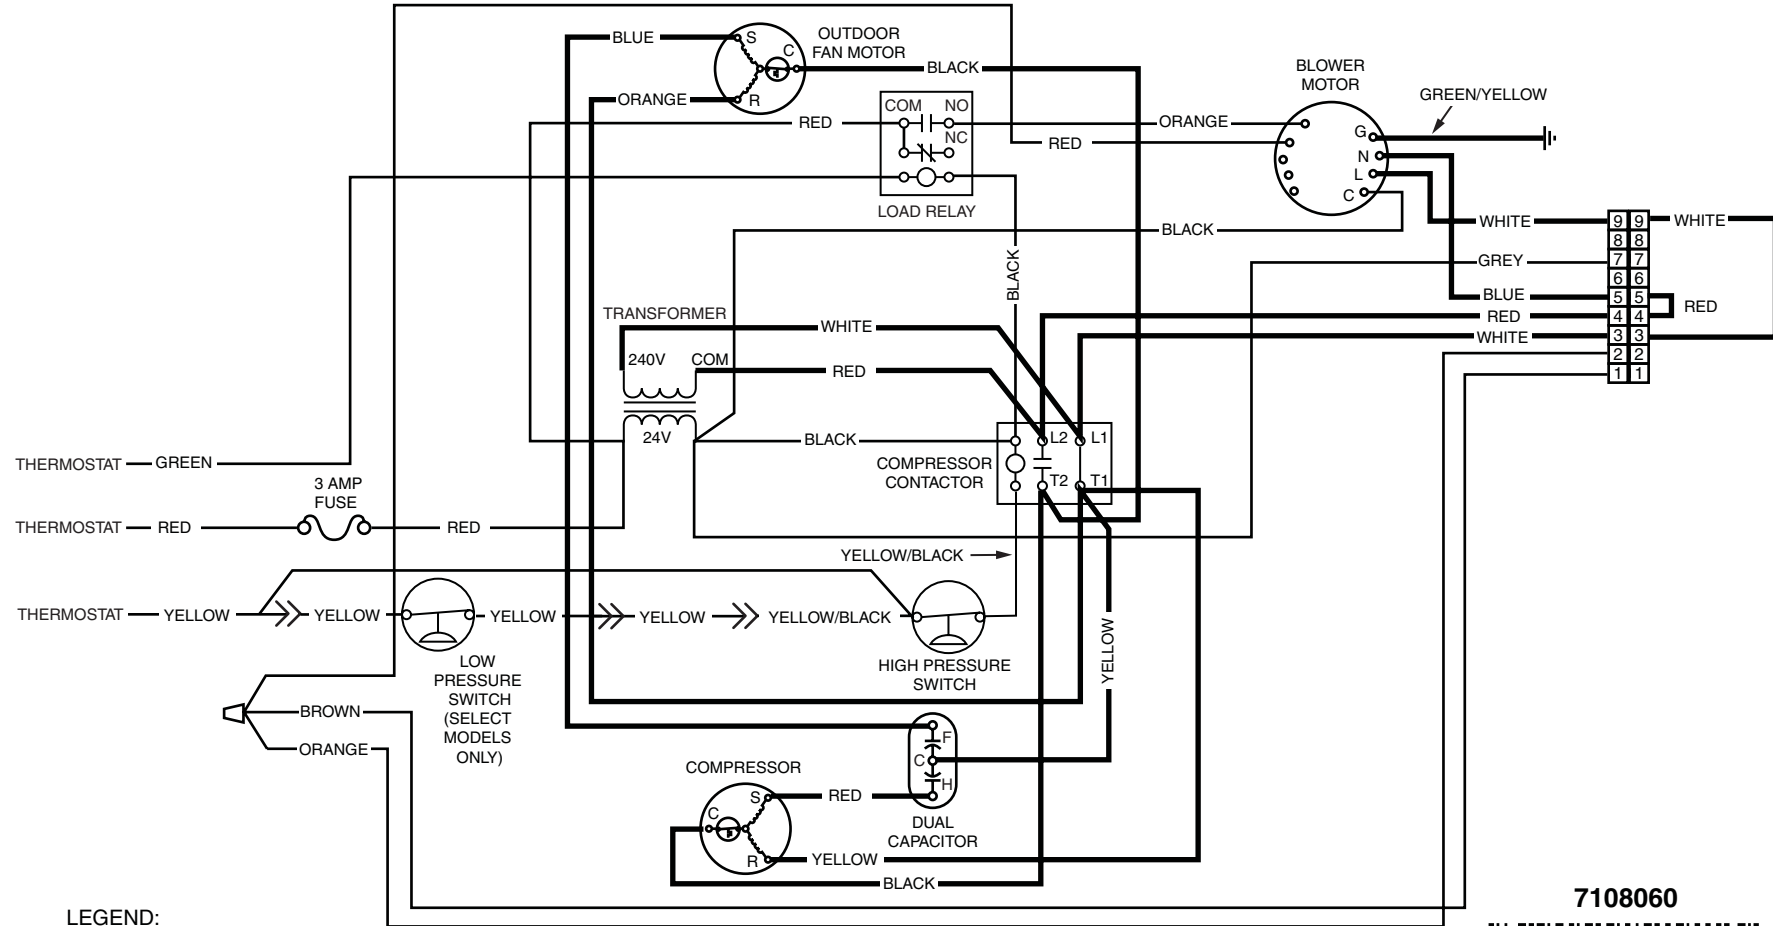 BLUE
S
C
OUTDOOR
FAN MOTOR
BLACK
ORANGE
R
BLOWER
MOTOR
GREEN/YELLOW
RED
COM
NO
NC
ORANGE
RED
G
N
L
C
LOAD RELAY
BLACK
BLACK
WHITE
9 9
WHITE
8 8
GREY
7 7
6 6
BLUE
5 5
RED
RED
4 4
WHITE
3 3
2 2
1 1
TRANSFORMER
WHITE
240V
COM
RED
24V
BLACK
L2
L1
COMPRESSOR
CONTACTOR
T2
T1
THERMOSTAT
GREEN
3 AMP
FUSE
THERMOSTAT
RED
RED
YELLOW/BLACK
THERMOSTAT
YELLOW
YELLOW
YELLOW
YELLOW
YELLOW/BLACK
YELLOW
LOW
PRESSURE
SWITCH
(SELECT
MODELS
ONLY)
HIGH PRESSURE
SWITCH
BROWN
ORANGE
F
C
H
COMPRESSOR
S
C
R
RED
DUAL
CAPACITOR
YELLOW
BLACK
LEGEND:
7108060